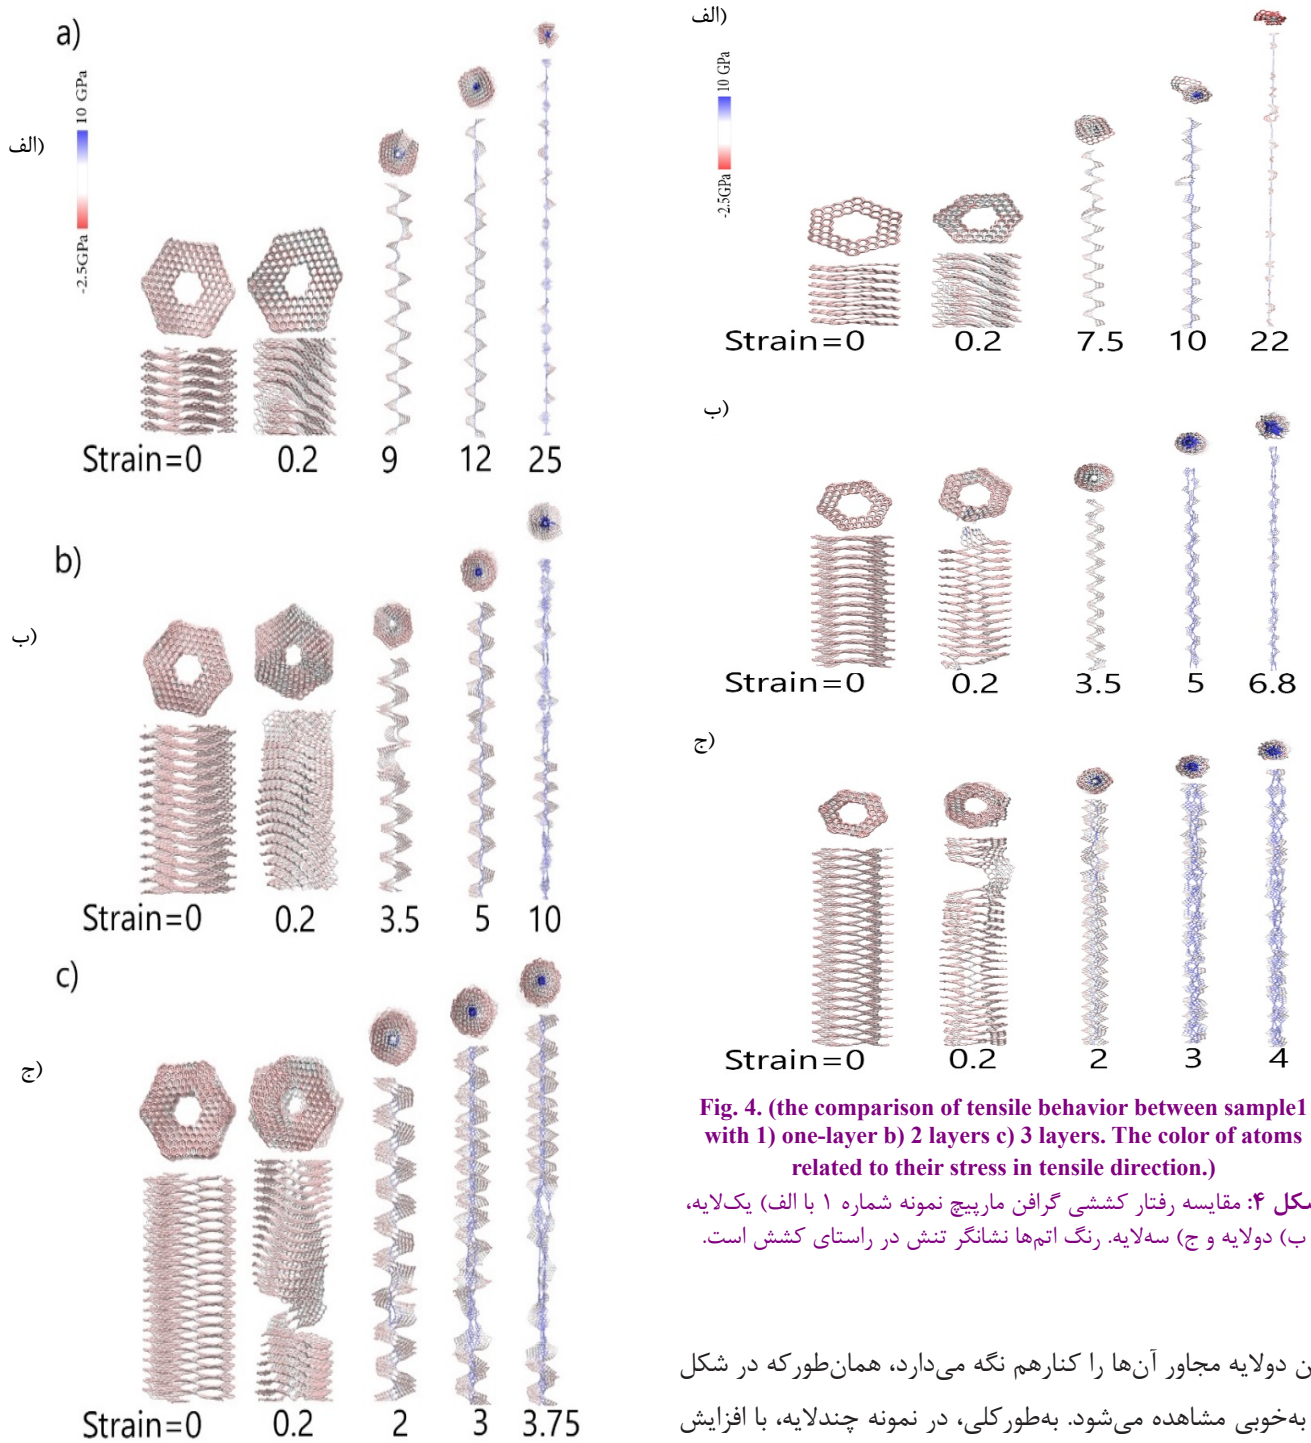 a)
10 GPa
-2.5GPa
الف)
Strain=0 0.2 9 12 25
b)
ب)
Strain=0 0.2 3.5 5 10
c)
ج)
Strain=0 0.2 2 3 3.75
الف)
10 GPa
-2.5GPa
Strain=0 0.2 7.5 10 22
ب)
Strain=0 0.2 3.5 5 6.8
ج)
Strain=0 0.2 2 3 4
Fig. 4. (the comparison of tensile behavior between sample1
with 1) one-layer b) 2 layers c) 3 layers. The color of atoms
related to their stress in tensile direction.)
شکل ۴: مقایسه رفتار کششی گرافن مارپیچ نمونه شماره ۱ با الف) یک‌لایه،
ب) دولایه و ج) سه‌لایه. رنگ اتم‌ها نشانگر تنش در راستای کشش است.
دولایه مجاور آن‌ها را کنارهم نگه می‌دارد، همان‌طورکه در شکل
به‌خوبی مشاهده می‌شود. به‌طورکلی، در نمونه چندلایه، با افزایش